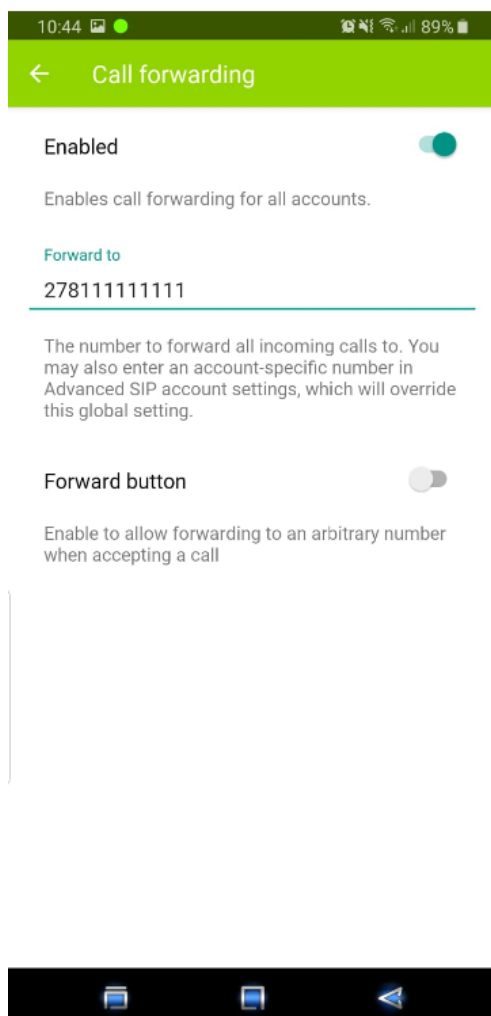 10:44 89%
Call forwarding
Enabled
Enables call forwarding for all accounts.
Forward to
278111111111
The number to forward all incoming calls to. You
may also enter an account-specific number in
Advanced SIP account settings, which will override
this global setting.
Forward button
Enable to allow forwarding to an arbitrary number
when accepting a call